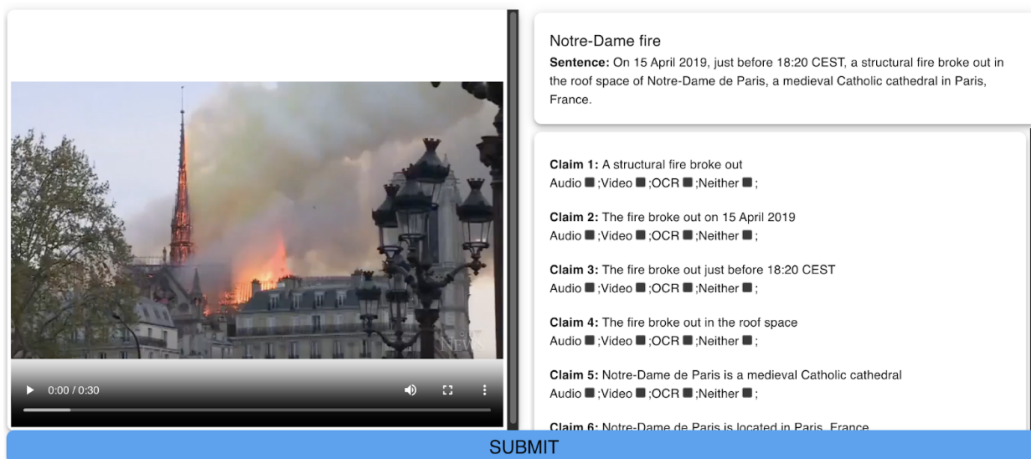 Notre-Dame fire
Sentence: On 15 April 2019, just before 18:20 CEST, a structural fire broke out in
the roof space of Notre-Dame de Paris, a medieval Catholic cathedral in Paris,
France.
Claim 1: A structural fire broke out
Audio ;Video ;OCR ;Neither ;
Claim 2: The fire broke out on 15 April 2019
Audio ;Video ;OCR ;Neither ;
Claim 3: The fire broke out just before 18:20 CEST
Audio ;Video ;OCR ;Neither ;
Claim 4: The fire broke out in the roof space
Audio ;Video ;OCR ;Neither ;
Claim 5: Notre-Dame de Paris is a medieval Catholic cathedral
Audio ;Video ;OCR ;Neither ;
Claim 6: Notre-Dame de Paris is located in Paris, France
NEWS
0:00 / 0:30
SUBMIT